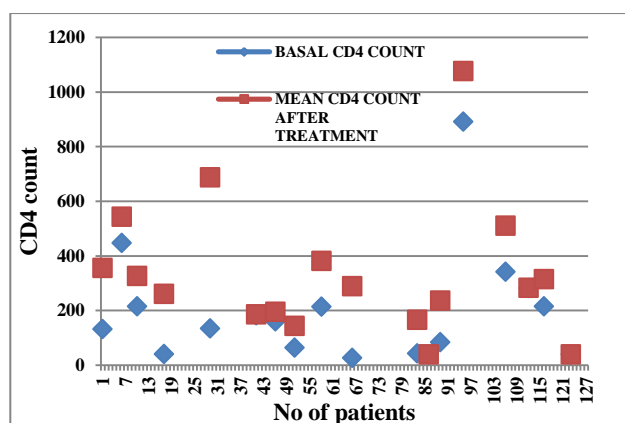 1200
1000
800
600
400
200
0
BASAL CD4 COUNT
MEAN CD4 COUNT
AFTER
TREATMENT
CD4 count
1 7 13 19 25 31 37 43 49 55 61 67 73 79 85 91 97 103 109 115 121 127
No of patients